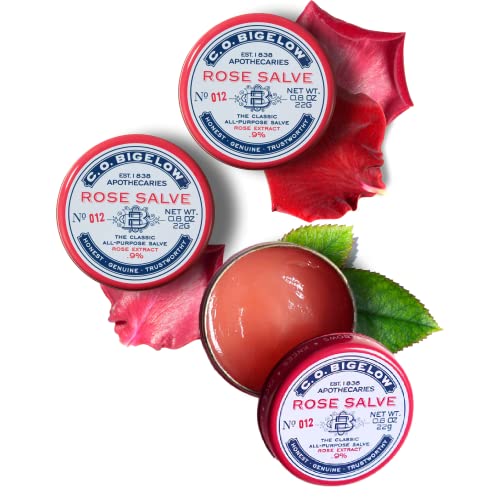 C.O. BIGELOW
EST. 1838
APOTHECARIES
ROSE SALVE
Nº 012
NET WT.
0.8 OZ
22G
THE CLASSIC
ALL-PURPOSE SALVE
ROSE EXTRACT
.9%
HONEST · GENUINE · TRUSTWORTHY
C.O. BIGELOW
EST. 1838
APOTHECARIES
ROSE SALVE
Nº 012
NET WT.
0.8 OZ
22G
THE CLASSIC
ALL-PURPOSE SALVE
ROSE EXTRACT
.9%
HONEST · GENUINE · TRUSTWORTHY
C.O. BIGELOW
EST. 1838
APOTHECARIES
ROSE SALVE
Nº 012
NET WT.
0.8 OZ
22g
THE CLASSIC
ALL-PURPOSE SALVE
ROSE EXTRACT
.9%
HONEST · GENUINE · TRUSTWORTHY